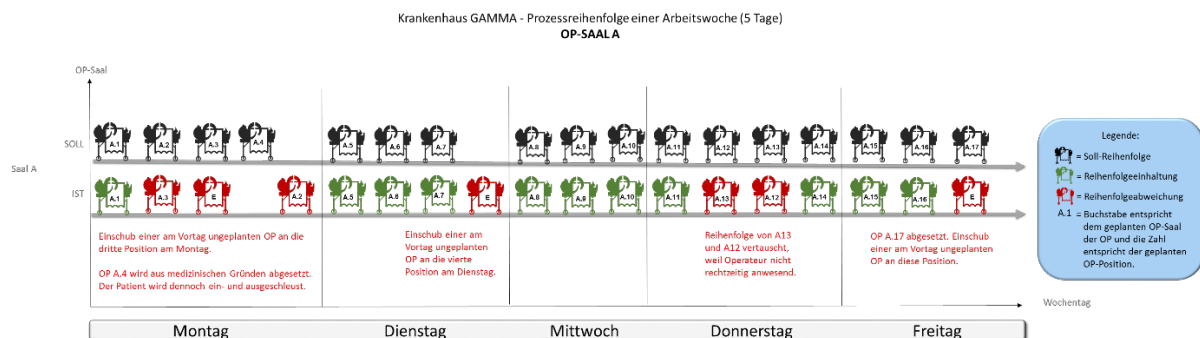 Krankenhaus GAMMA - Prozessreihenfolge einer Arbeitswoche (5 Tage)
OP-SAAL A
OP-Saal
SOLL
A.1 A.2 A.3 A.4 A.5 A.6 A.7 A.8 A.9 A.10 A.11 A.12 A.13 A.14 A.15 A.16 A.17
Saal A
IST
A.1 A.3 E A.2 A.5 A.6 A.7 E A.8 A.9 A.10 A.11 A.13 A.12 A.14 A.15 A.16 E
Einschub einer am Vortag ungeplanten OP an die
dritte Position am Montag.
OP A.4 wird aus medizinischen Gründen abgesetzt.
Der Patient wird dennoch ein- und ausgeschleust.
Einschub einer am
Vortag ungeplanten
OP an die vierte
Position am Dienstag.
Reihenfolge von A13
und A12 vertauscht,
weil Operateur nicht
rechtzeitig anwesend.
OP A.17 abgesetzt. Einschub
einer am Vortag ungeplanten
OP an diese Position.
Legende:
= Soll-Reihenfolge
= Reihenfolgeeinhaltung
= Reihenfolgeabweichung
A.1 = Buchstabe entspricht
dem geplanten OP-Saal
der OP und die Zahl
entspricht der geplanten
OP-Position.
Wochentag
Montag Dienstag Mittwoch Donnerstag Freitag